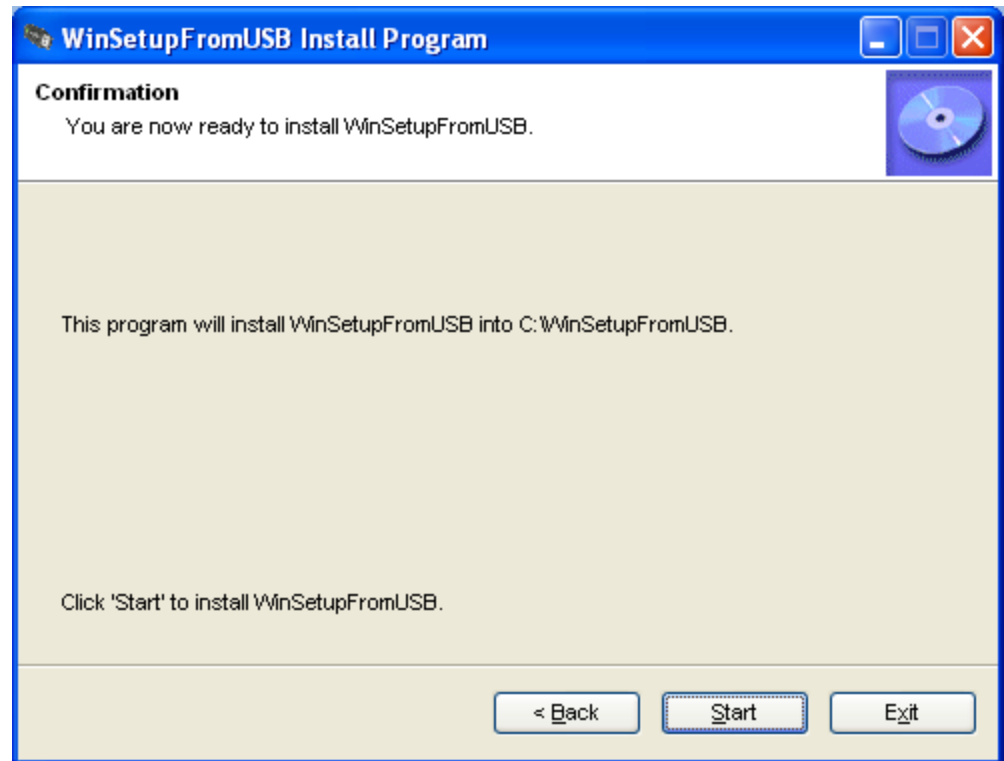 WinSetupFromUSB Install Program
Confirmation
You are now ready to install WinSetupFromUSB.
This program will install WinSetupFromUSB into C:\WinSetupFromUSB.
Click 'Start' to install WinSetupFromUSB.
< Back Start Exit